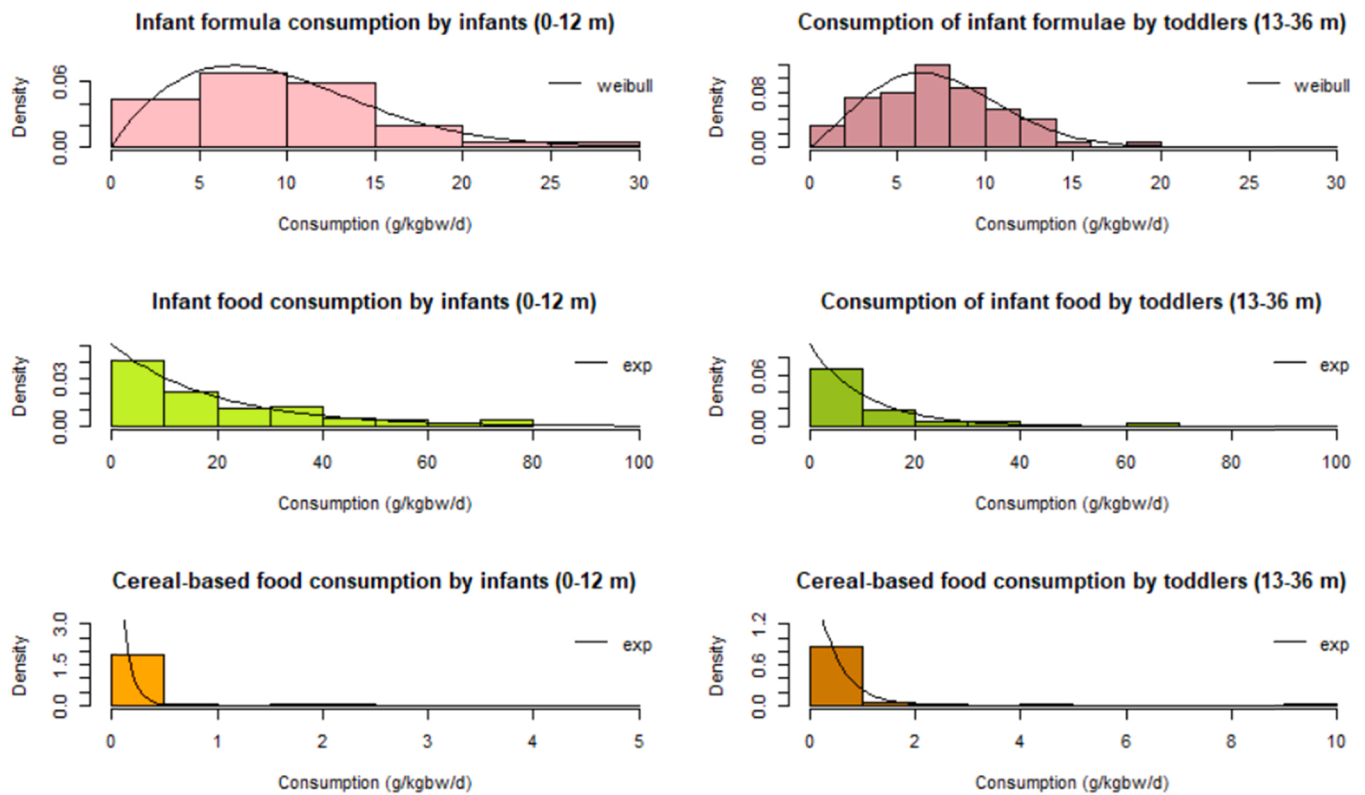 Infant formula consumption by infants (0-12 m)
Density
0.00 0.06
weibull
0 5 10 15 20 25 30
Consumption (g/kgbw/d)
Consumption of infant formulae by toddlers (13-36 m)
Density
0.00 0.08
weibull
0 5 10 15 20 25 30
Consumption (g/kgbw/d)
Infant food consumption by infants (0-12 m)
Density
0.00 0.03
exp
0 20 40 60 80 100
Consumption (g/kgbw/d)
Consumption of infant food by toddlers (13-36 m)
Density
0.00 0.06
exp
0 20 40 60 80 100
Consumption (g/kgbw/d)
Cereal-based food consumption by infants (0-12 m)
Density
0.0 1.5 3.0
exp
0 1 2 3 4 5
Consumption (g/kgbw/d)
Cereal-based food consumption by toddlers (13-36 m)
Density
0.0 0.6 1.2
exp
0 2 4 6 8 10
Consumption (g/kgbw/d)